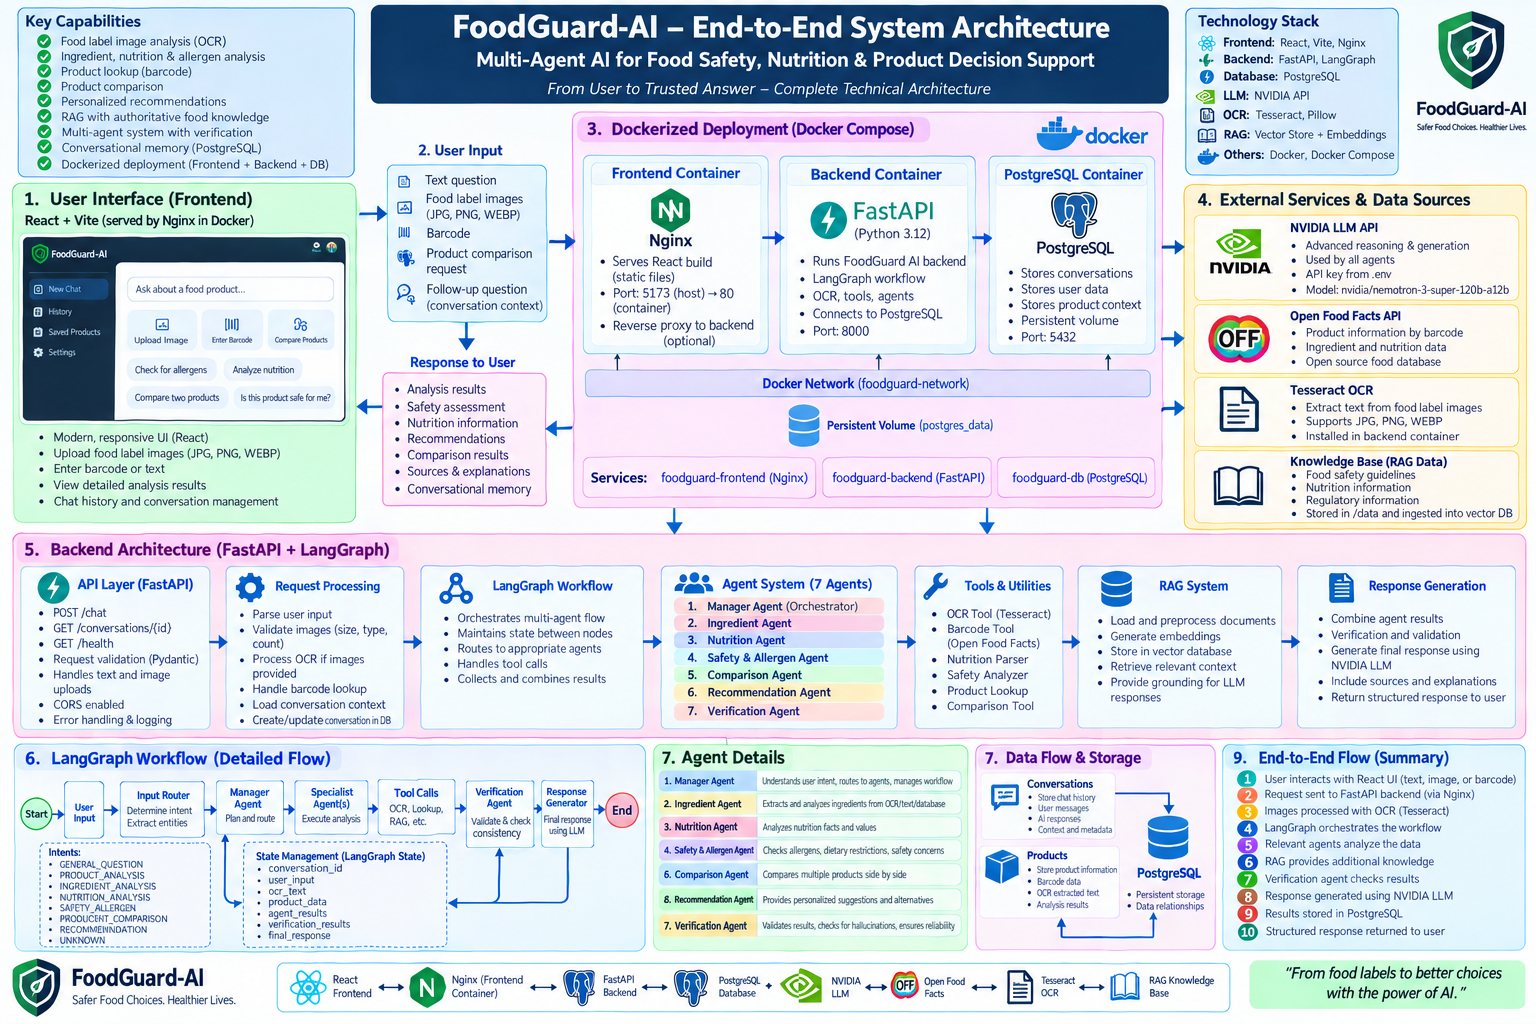 Key Capabilities
Food label image analysis (OCR)
Ingredient, nutrition & allergen analysis
Product lookup (barcode)
Product comparison
Personalized recommendations
RAG with authoritative food knowledge
Multi-agent system with verification
Conversational memory (PostgreSQL)
Dockerized deployment (Frontend + Backend + DB)
FoodGuard-AI – End-to-End System Architecture
Multi-Agent AI for Food Safety, Nutrition & Product Decision Support
From User to Trusted Answer – Complete Technical Architecture
Technology Stack
Frontend: React, Vite, Nginx
Backend: FastAPI, LangGraph
Database: PostgreSQL
LLM: NVIDIA API
OCR: Tesseract, Pillow
RAG: Vector Store + Embeddings
Others: Docker, Docker Compose
FoodGuard-AI
Safer Food Choices. Healthier Lives.
1. User Interface (Frontend)
React + Vite (served by Nginx in Docker)
FoodGuard-AI
New Chat
History
Saved Products
Settings
Ask about a food product...
Upload Image
Enter Barcode
Compare Products
Check for allergens
Analyze nutrition
Compare two products
Is this product safe for me?
• Modern, responsive UI (React)
• Upload food label images (JPG, PNG, WEBP)
• Enter barcode or text
• View detailed analysis results
• Chat history and conversation management
2. User Input
Text question
Food label images
(JPG, PNG, WEBP)
Barcode
Product comparison
request
Follow-up question
(conversation context)
Response to User
• Analysis results
• Safety assessment
• Nutrition information
• Recommendations
• Comparison results
• Sources & explanations
• Conversational memory
3. Dockerized Deployment (Docker Compose)
docker
Frontend Container
Nginx
• Serves React build
(static files)
• Port: 5173 (host) → 80
(container)
• Reverse proxy to backend
(optional)
Backend Container
FastAPI
(Python 3.12)
• Runs FoodGuard AI backend
• LangGraph workflow
• OCR, tools, agents
• Connects to PostgreSQL
• Port: 8000
PostgreSQL Container
PostgreSQL
• Stores conversations
• Stores user data
• Stores product context
• Persistent volume
• Port: 5432
Docker Network (foodguard-network)
Persistent Volume (postgres_data)
Services:
foodguard-frontend (Nginx)
foodguard-backend (FastAPI)
foodguard-db (PostgreSQL)
4. External Services & Data Sources
NVIDIA
NVIDIA LLM API
• Advanced reasoning & generation
• Used by all agents
• API key from .env
• Model: nvidia/nemotron-3-super-120b-a12b
OFF
Open Food Facts API
• Product information by barcode
• Ingredient and nutrition data
• Open source food database
Tesseract OCR
• Extract text from food label images
• Supports JPG, PNG, WEBP
• Installed in backend container
Knowledge Base (RAG Data)
• Food safety guidelines
• Nutrition information
• Regulatory information
• Stored in /data and ingested into vector DB
5. Backend Architecture (FastAPI + LangGraph)
API Layer (FastAPI)
• POST /chat
• GET /conversations/{id}
• GET /health
• Request validation (Pydantic)
• Handles text and image
uploads
• CORS enabled
• Error handling & logging
Request Processing
• Parse user input
• Validate images (size, type,
count)
• Process OCR if images
provided
• Handle barcode lookup
• Load conversation context
• Create/update conversation in DB
LangGraph Workflow
• Orchestrates multi-agent flow
• Maintains state between nodes
• Routes to appropriate agents
• Handles tool calls
• Collects and combines results
Agent System (7 Agents)
1. Manager Agent (Orchestrator)
2. Ingredient Agent
3. Nutrition Agent
4. Safety & Allergen Agent
5. Comparison Agent
6. Recommendation Agent
7. Verification Agent
Tools & Utilities
• OCR Tool (Tesseract)
• Barcode Tool
(Open Food Facts)
• Nutrition Parser
• Safety Analyzer
• Product Lookup
• Comparison Tool
RAG System
• Load and preprocess documents
• Generate embeddings
• Store in vector database
• Retrieve relevant context
• Provide grounding for LLM
responses
Response Generation
• Combine agent results
• Verification and validation
• Generate final response using
NVIDIA LLM
• Include sources and explanations
• Return structured response to user
6. LangGraph Workflow (Detailed Flow)
Start
User
Input
Input Router
Determine intent
Extract entities
Manager
Agent
Plan and route
Specialist
Agent(s)
Execute analysis
Tool Calls
OCR, Lookup,
RAG, etc.
Verification
Agent
Validate & check
consistency
Response
Generator
Final response
using LLM
End
Intents:
• GENERAL_QUESTION
• PRODUCT_ANALYSIS
• INGREDIENT_ANALYSIS
• NUTRITION_ANALYSIS
• SAFETY_ALLERGEN
• PRODUCENT_COMPARISON
• RECOMMENINDATION
• UNKNOWN
State Management (LangGraph State)
• conversation_id
• user_input
• ocr_text
• product_data
• agent_results
• verification_results
• final_response
7. Agent Details
1. Manager Agent Understands user intent, routes to agents, manages workflow
2. Ingredient Agent Extracts and analyzes ingredients from OCR/text/database
3. Nutrition Agent Analyzes nutrition facts and values
4. Safety & Allergen Agent Checks allergens, dietary restrictions, safety concerns
6. Comparison Agent Compares multiple products side by side
8. Recommendation Agent Provides personalized suggestions and alternatives
7. Verification Agent Validates results, checks for hallucinations, ensures reliability
7. Data Flow & Storage
Conversations
• Store chat history
• User messages
• Ai responses
• Context and metadata
Products
• Store product information
• Barcode data
• OCR extracted text
• Analysis results
PostgreSQL
• Persistent storage
• Data relationships
9. End-to-End Flow (Summary)
1 User interacts with React UI (text, image, or barcode)
2 Request sent to FastAPI backend (via Nginx)
3 Images processed with OCR (Tesseract)
4 LangGraph orchestrates the workflow
5 Relevant agents analyze the data
6 RAG provides additional knowledge
7 Verification agent checks results
8 Response generated using NVIDIA LLM
9 Results stored in PostgreSQL
10 Structured response returned to user
FoodGuard-AI
Safer Food Choices. Healthier Lives.
React
Frontend
N
Nginx (Frontend
Container)
FastAPI
Backend
PostgreSQL
Database
NVIDIA
LLM
OFF
Open Food
Facts
Tesseract
OCR
RAG Knowledge
Base
"From food labels to better choices
with the power of AI."